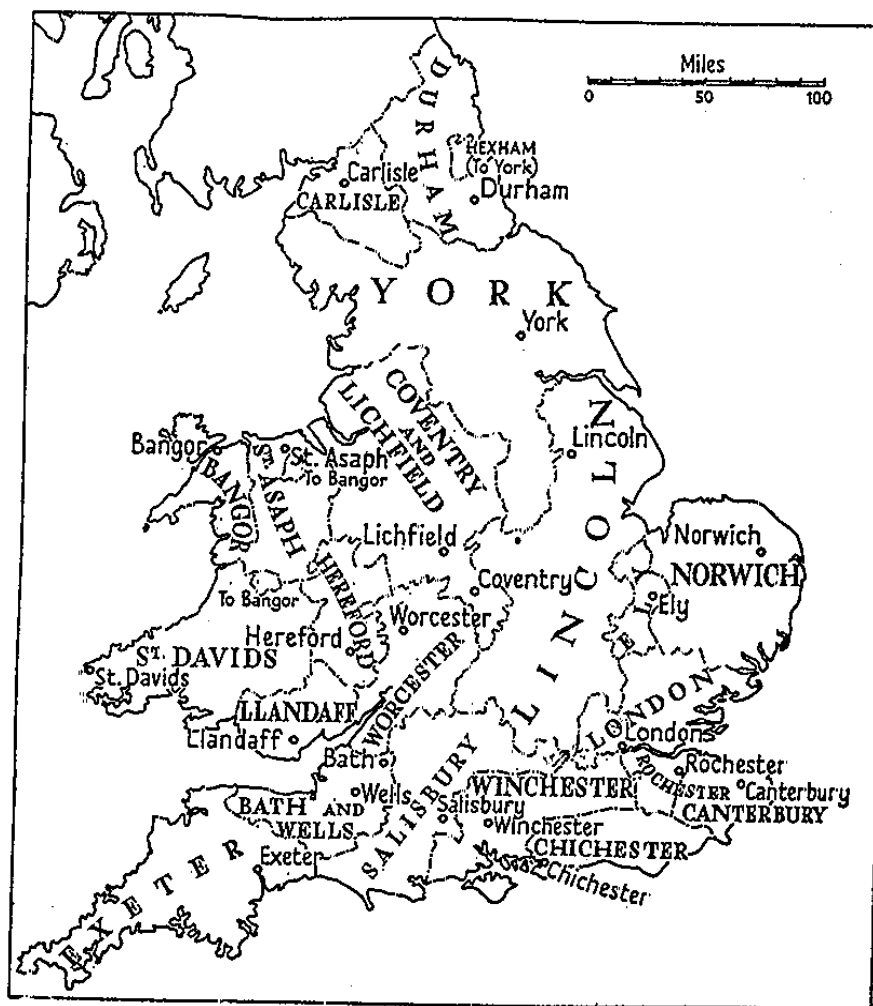 Miles
0 50 100
DURHAM
HEXHAM
(To York)
Carlisle
CARLISLE
Durham
YORK
York
COVENTRY
AND
LICHFIELD
LINCOLN
Lincoln
Bangor
St. Asaph
To Bangor
BANGOR
ST. ASAPH
Lichfield
Norwich
NORWICH
Coventry
ELY
Ely
HEREFORD
To Bangor
Worcester
Hereford
ST. DAVIDS
St. Davids
WORCESTER
LLANDAFF
Llandaff
LONDON
London
Bath
Rochester
ROCHESTER
Canterbury
CANTERBURY
WINCHESTER
Wells
BATH AND
WELLS
SALISBURY
Salisbury
Winchester
CHICHESTER
Chichester
Exeter
EXETER